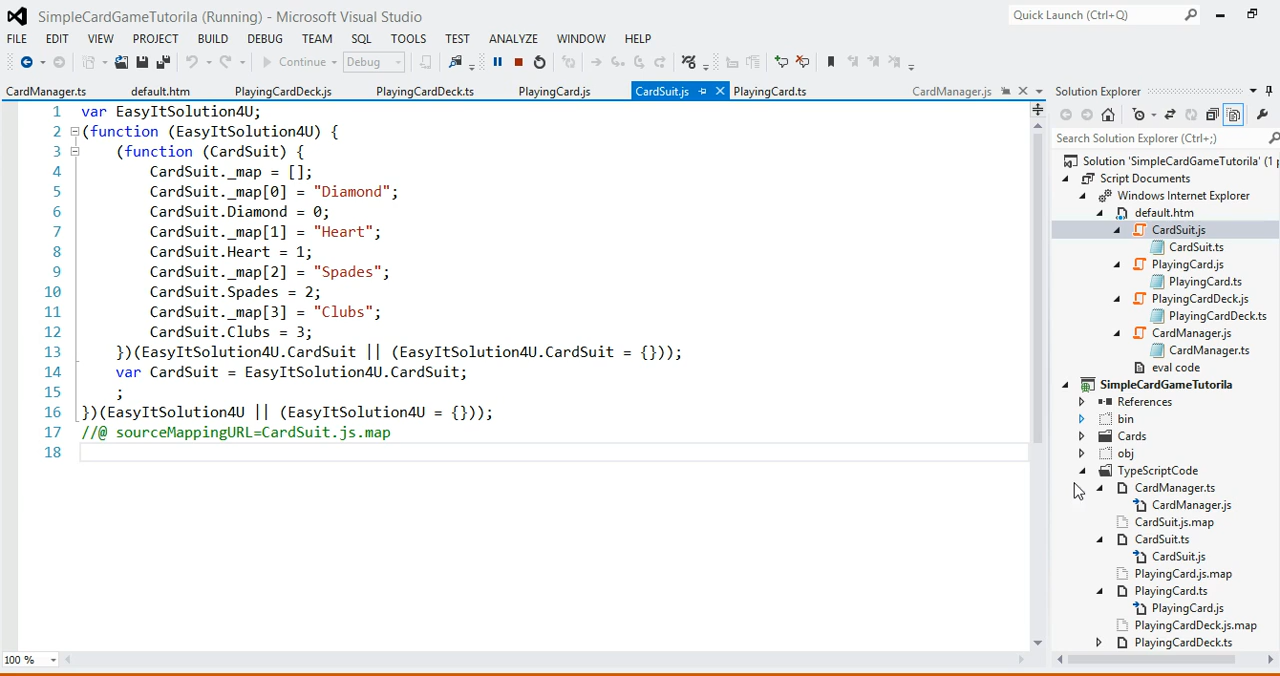 SimpleCardGameTutorila (Running) - Microsoft Visual Studio
Quick Launch (Ctrl+Q)
FILE EDIT VIEW PROJECT BUILD DEBUG TEAM SQL TOOLS TEST ANALYZE WINDOW HELP
Continue Debug
CardManager.ts default.htm PlayingCardDeck.js PlayingCardDeck.ts PlayingCard.js CardSuit.js PlayingCard.ts CardManager.js
1 var EasyItSolution4U;
2 (function (EasyItSolution4U) {
3 (function (CardSuit) {
4 CardSuit._map = [];
5 CardSuit._map[0] = "Diamond";
6 CardSuit.Diamond = 0;
7 CardSuit._map[1] = "Heart";
8 CardSuit.Heart = 1;
9 CardSuit._map[2] = "Spades";
10 CardSuit.Spades = 2;
11 CardSuit._map[3] = "Clubs";
12 CardSuit.Clubs = 3;
13 })(EasyItSolution4U.CardSuit || (EasyItSolution4U.CardSuit = {}));
14 var CardSuit = EasyItSolution4U.CardSuit;
15 ;
16 })(EasyItSolution4U || (EasyItSolution4U = {}));
17 //@ sourceMappingURL=CardSuit.js.map
18
100 %
Solution Explorer
Search Solution Explorer (Ctrl+;)
Solution 'SimpleCardGameTutorila' (1 p
Script Documents
Windows Internet Explorer
default.htm
CardSuit.js
CardSuit.ts
PlayingCard.js
PlayingCard.ts
PlayingCardDeck.js
PlayingCardDeck.ts
CardManager.js
CardManager.ts
eval code
SimpleCardGameTutorila
References
bin
Cards
obj
TypeScriptCode
CardManager.ts
CardManager.js
CardSuit.js.map
CardSuit.ts
CardSuit.js
PlayingCard.js.map
PlayingCard.ts
PlayingCard.js
PlayingCardDeck.js.map
PlayingCardDeck.ts